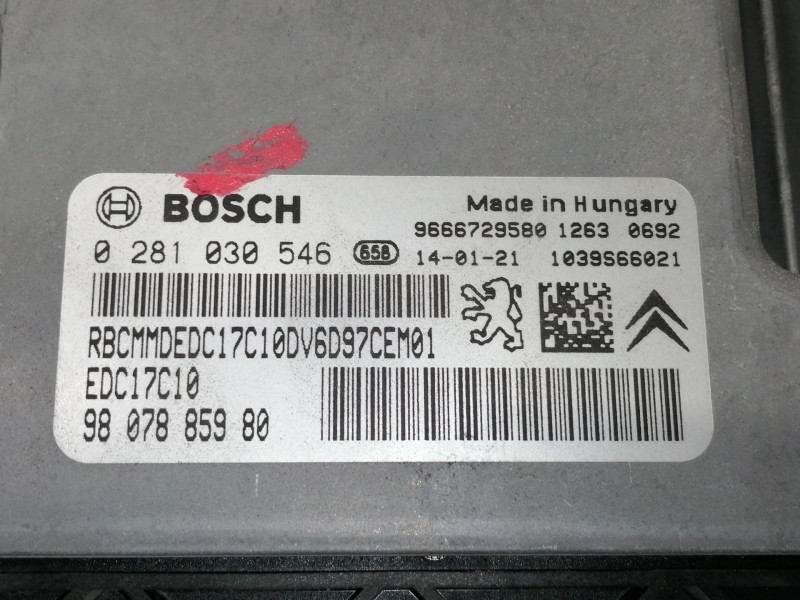 BOSCH
Made in Hungary
9666729580 1263 0692
0 281 030 546 656 14-01-21 1039S66021
RBCMMDEDC17C10DV6D97CEM01
EDC17C10
98 078 859 80